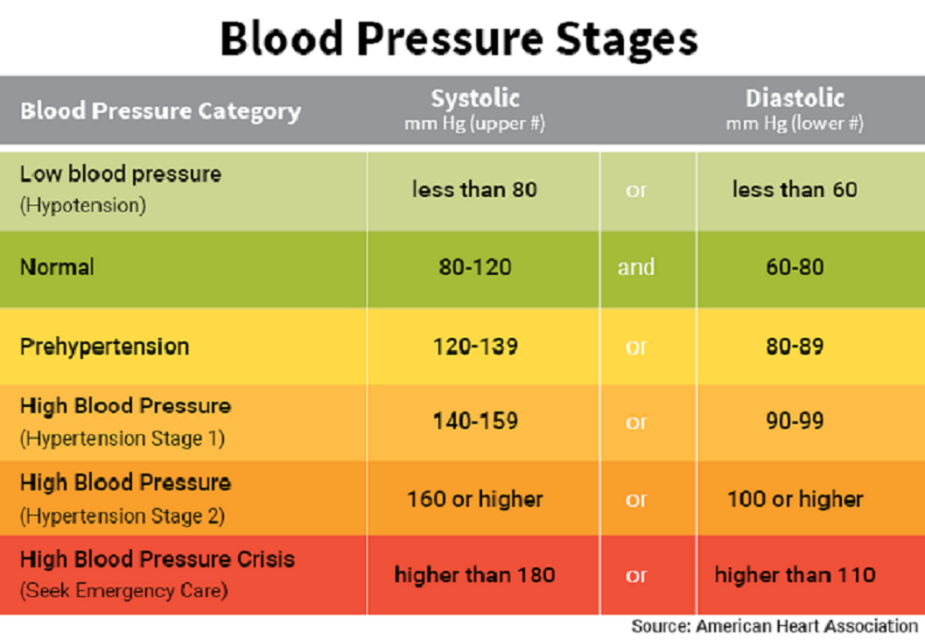 Blood Pressure Stages
Blood Pressure Category
Systolic
mm Hg (upper #)
Diastolic
mm Hg (lower #)
Low blood pressure
(Hypotension)
less than 80
or
less than 60
Normal
80-120
and
60-80
Prehypertension
120-139
or
80-89
High Blood Pressure
(Hypertension Stage 1)
140-159
or
90-99
High Blood Pressure
(Hypertension Stage 2)
160 or higher
or
100 or higher
High Blood Pressure Crisis
(Seek Emergency Care)
higher than 180
or
higher than 110
Source: American Heart Association